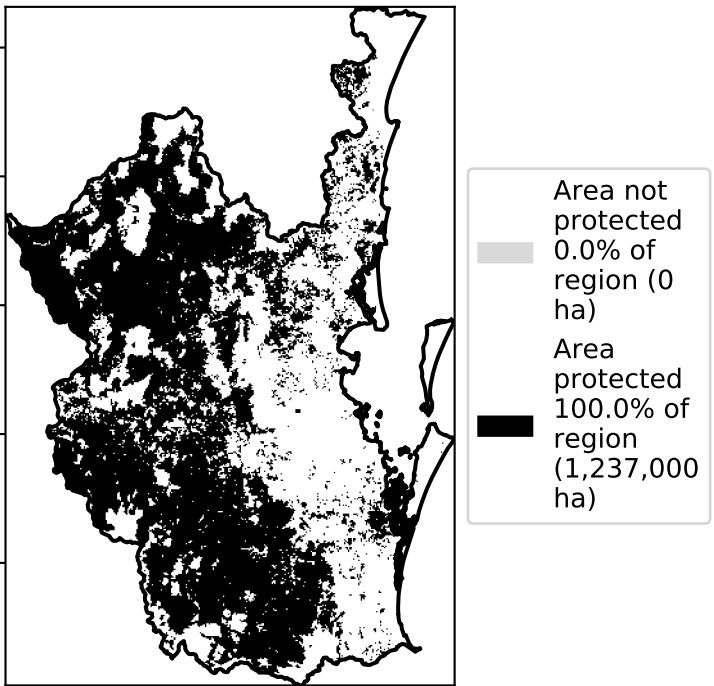 Area not
protected
0.0% of
region (0
ha)
Area
protected
100.0% of
region
(1,237,000
ha)